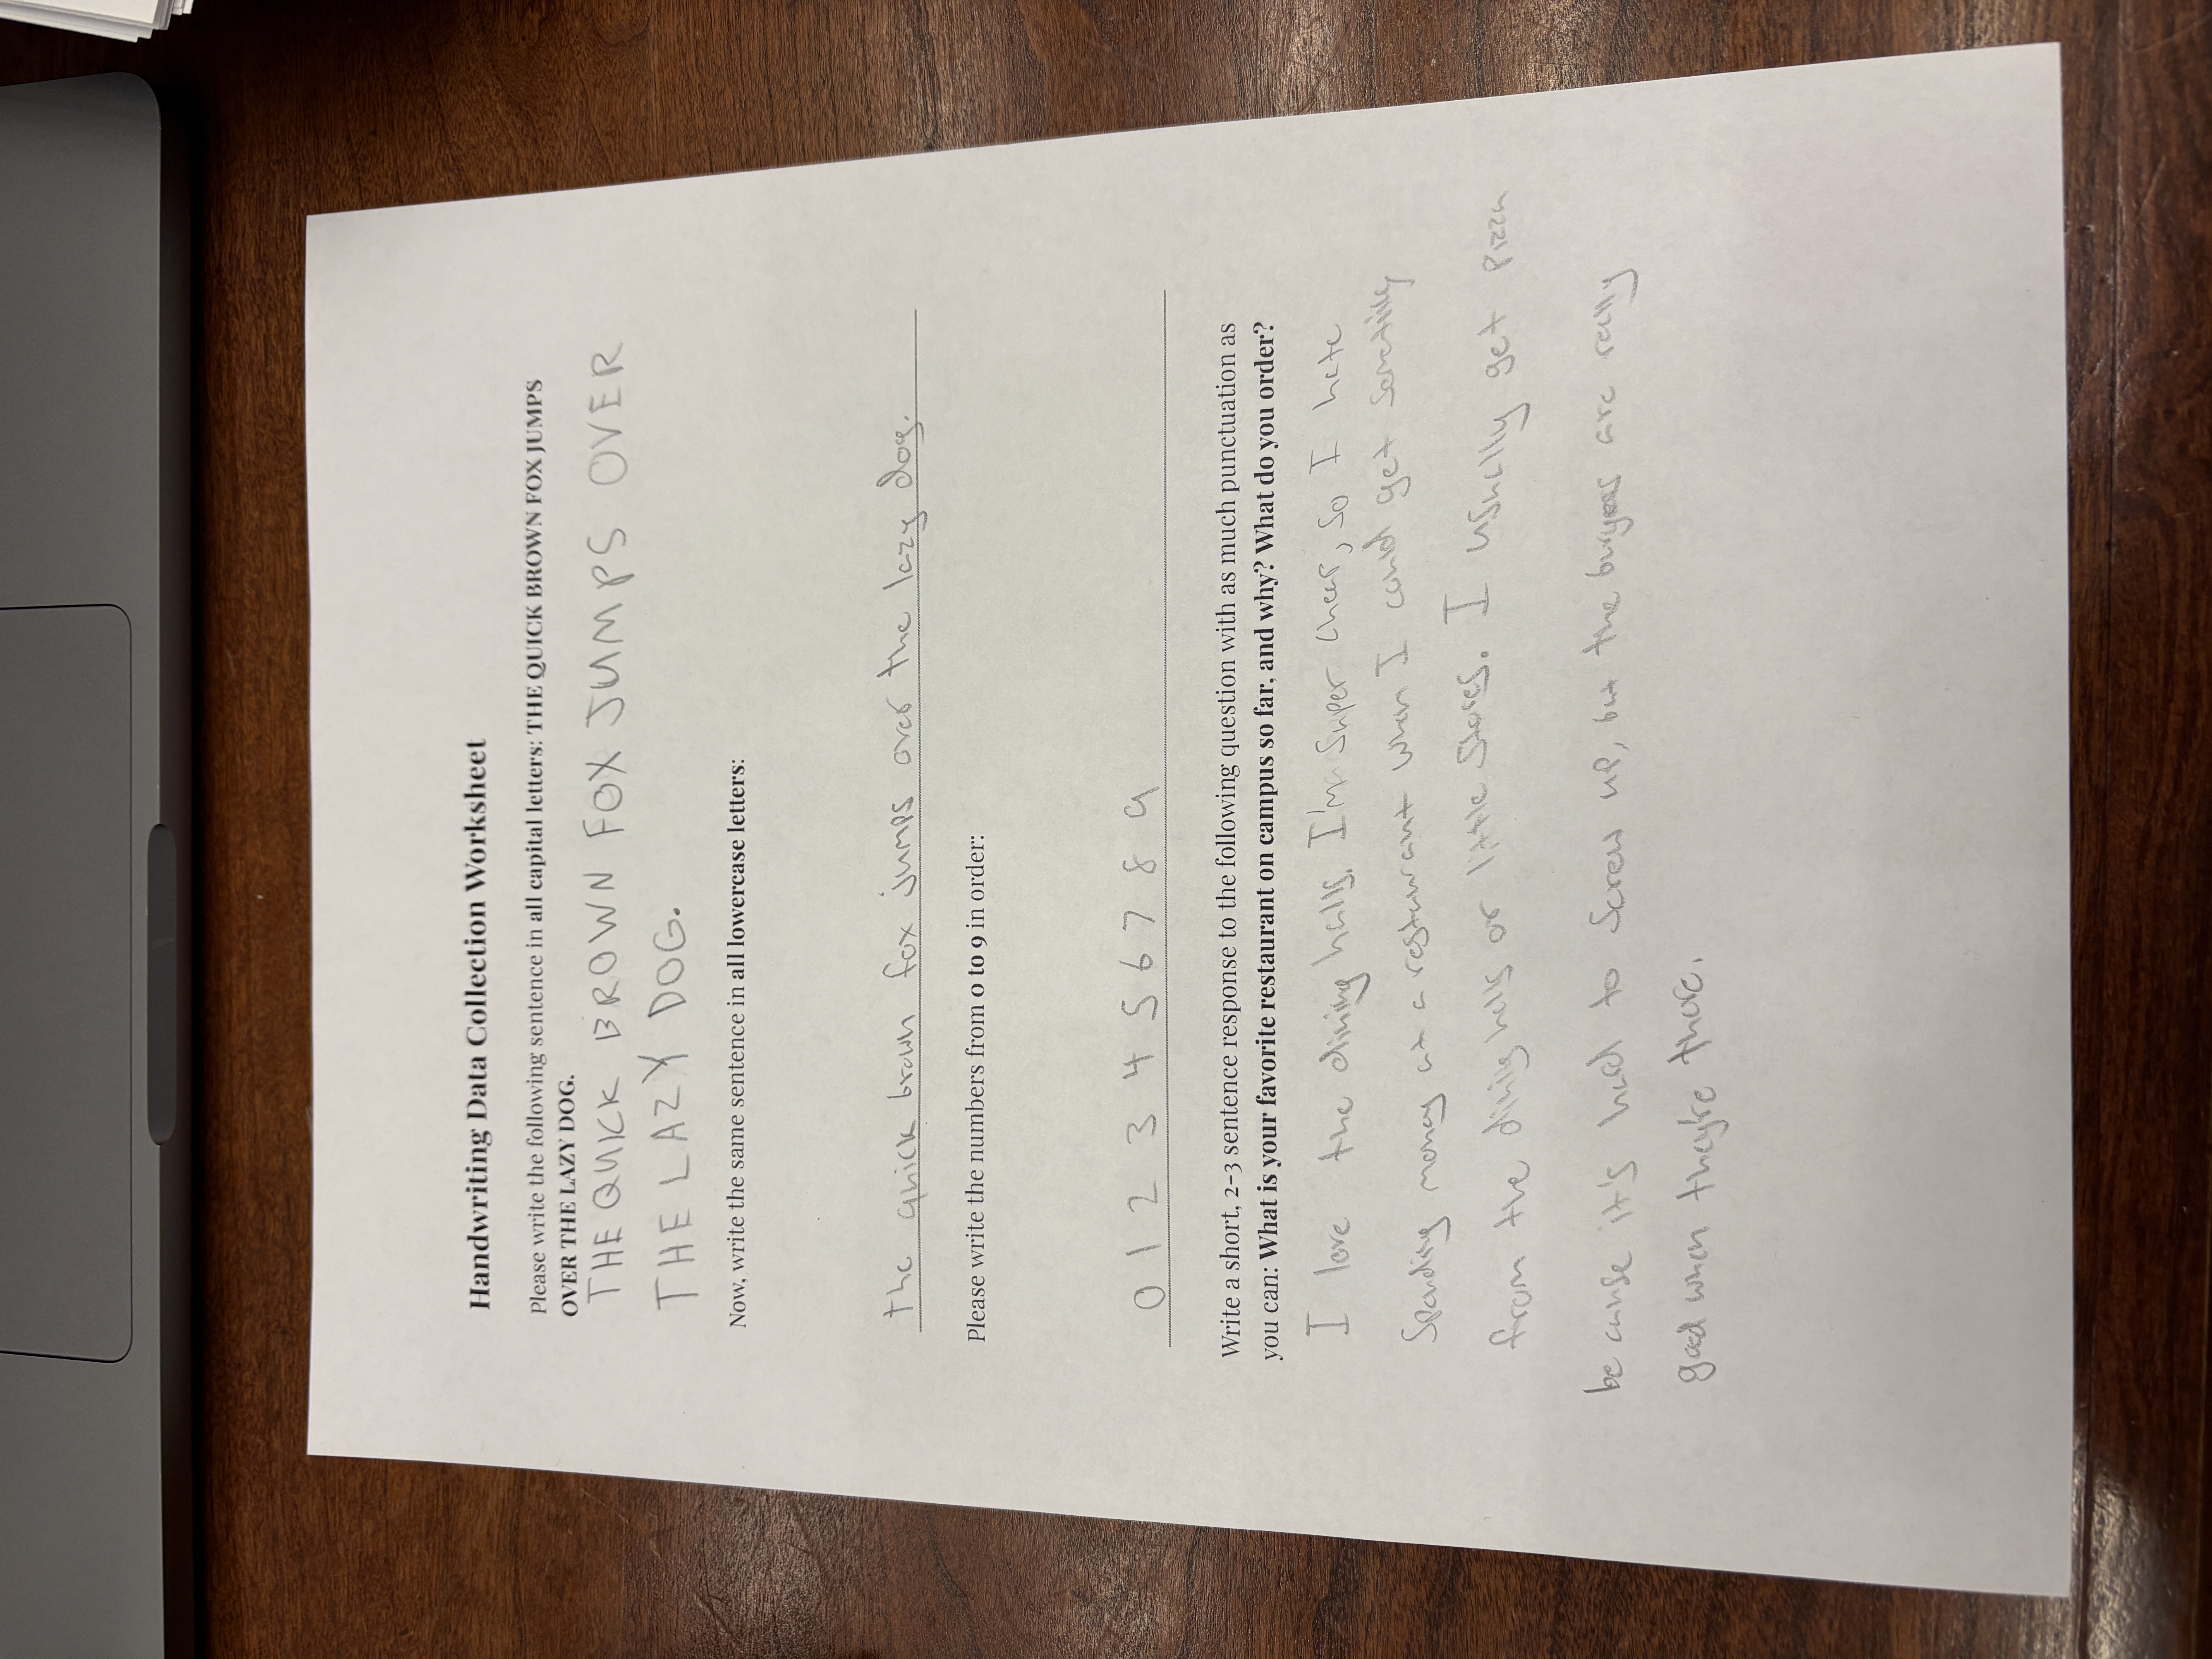 Handwriting Data Collection Worksheet
Please write the following sentence in all capital letters: THE QUICK BROWN FOX JUMPS
OVER THE LAZY DOG.
THE QUICK BROWN FOX JUMPS OVER
THE LAZY DOG.
Now, write the same sentence in all lowercase letters:
the quick brown fox jumps over the lazy dog.
Please write the numbers from 0 to 9 in order:
0 1 2 3 4 5 6 7 8 9
Write a short, 2-3 sentence response to the following question with as much punctuation as
you can: What is your favorite restaurant on campus so far, and why? What do you order?
I love the dining halls. I'm super cheap, so I hate
spending money at a restaurant when I could get something
from the dining halls or little stores. I usually get pizza
because it's hard to screw up, but the burgers are really
good when they're there.